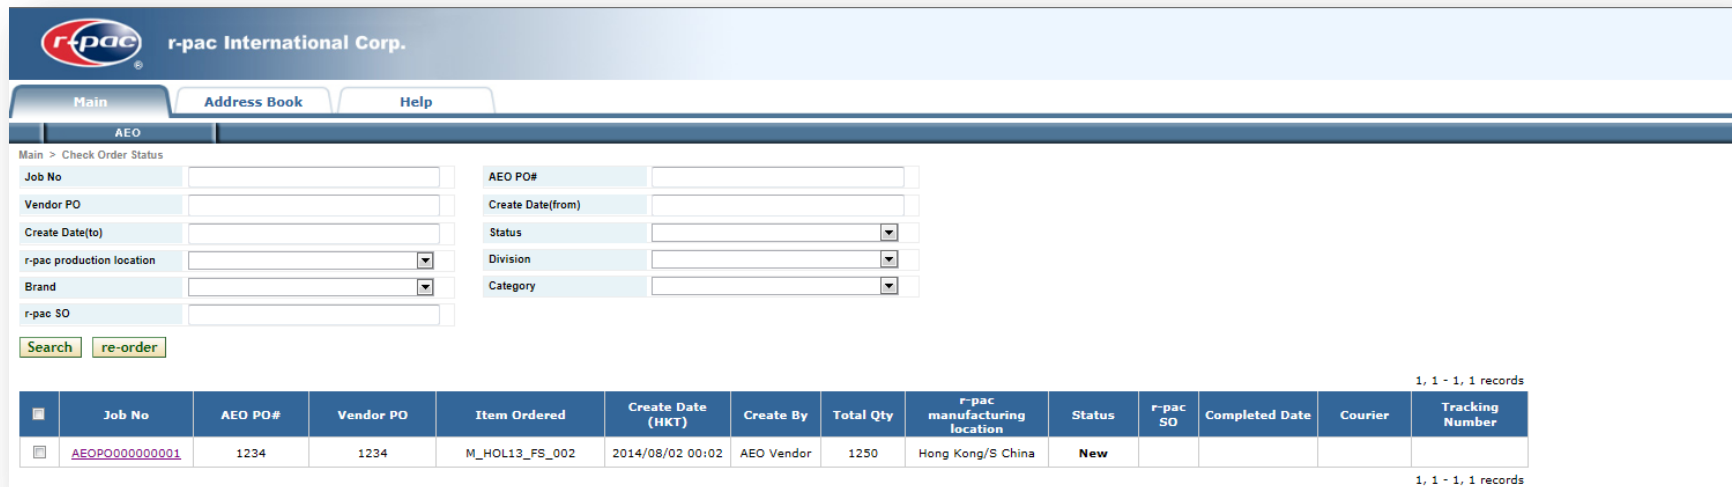 r-pac
®
r-pac International Corp.
Main
Address Book
Help
AEO
Main > Check Order Status
Job No
AEO PO#
Vendor PO
Create Date(from)
Create Date(to)
Status
r-pac production location
Division
Brand
Category
r-pac SO
Search
re-order
1, 1 - 1, 1 records
Job No
AEO PO#
Vendor PO
Item Ordered
Create Date
(HKT)
Create By
Total Qty
r-pac
manufacturing
location
Status
r-pac
SO
Completed Date
Courier
Tracking
Number
AEOPO000000001
1234
1234
M_HOL13_FS_002
2014/08/02 00:02
AEO Vendor
1250
Hong Kong/S China
New
1, 1 - 1, 1 records